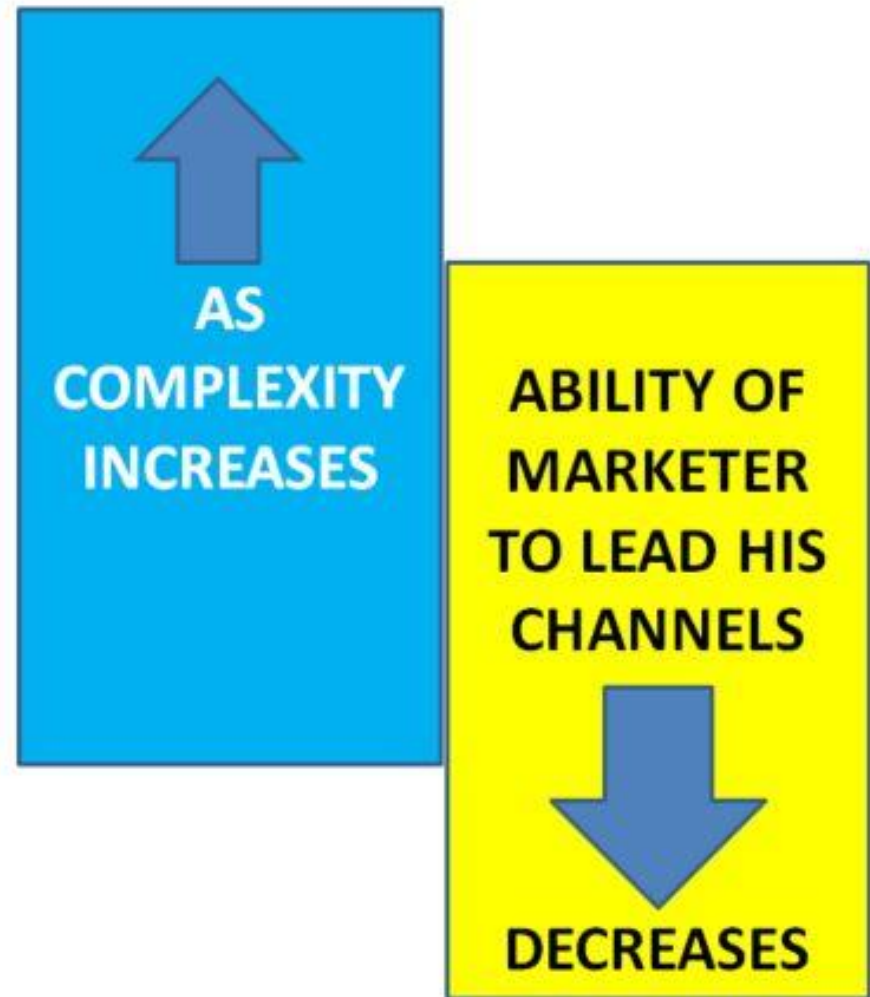 AS
COMPLEXITY
INCREASES
ABILITY OF
MARKETER
TO LEAD HIS
CHANNELS
DECREASES